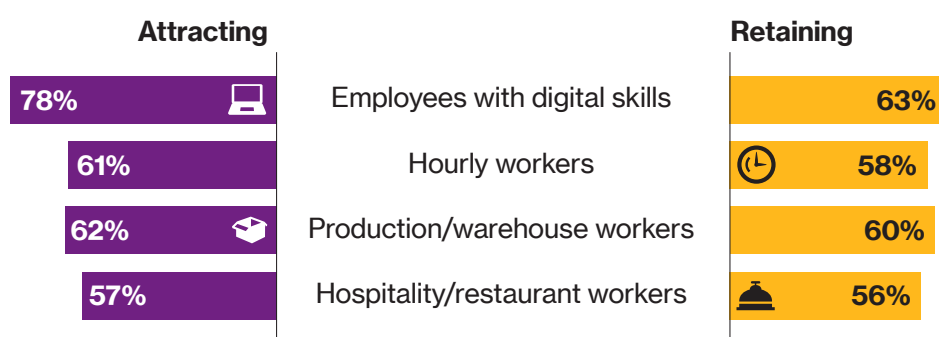 Attracting Retaining
78% Employees with digital skills 63%
61% Hourly workers 58%
62% Production/warehouse workers 60%
57% Hospitality/restaurant workers 56%